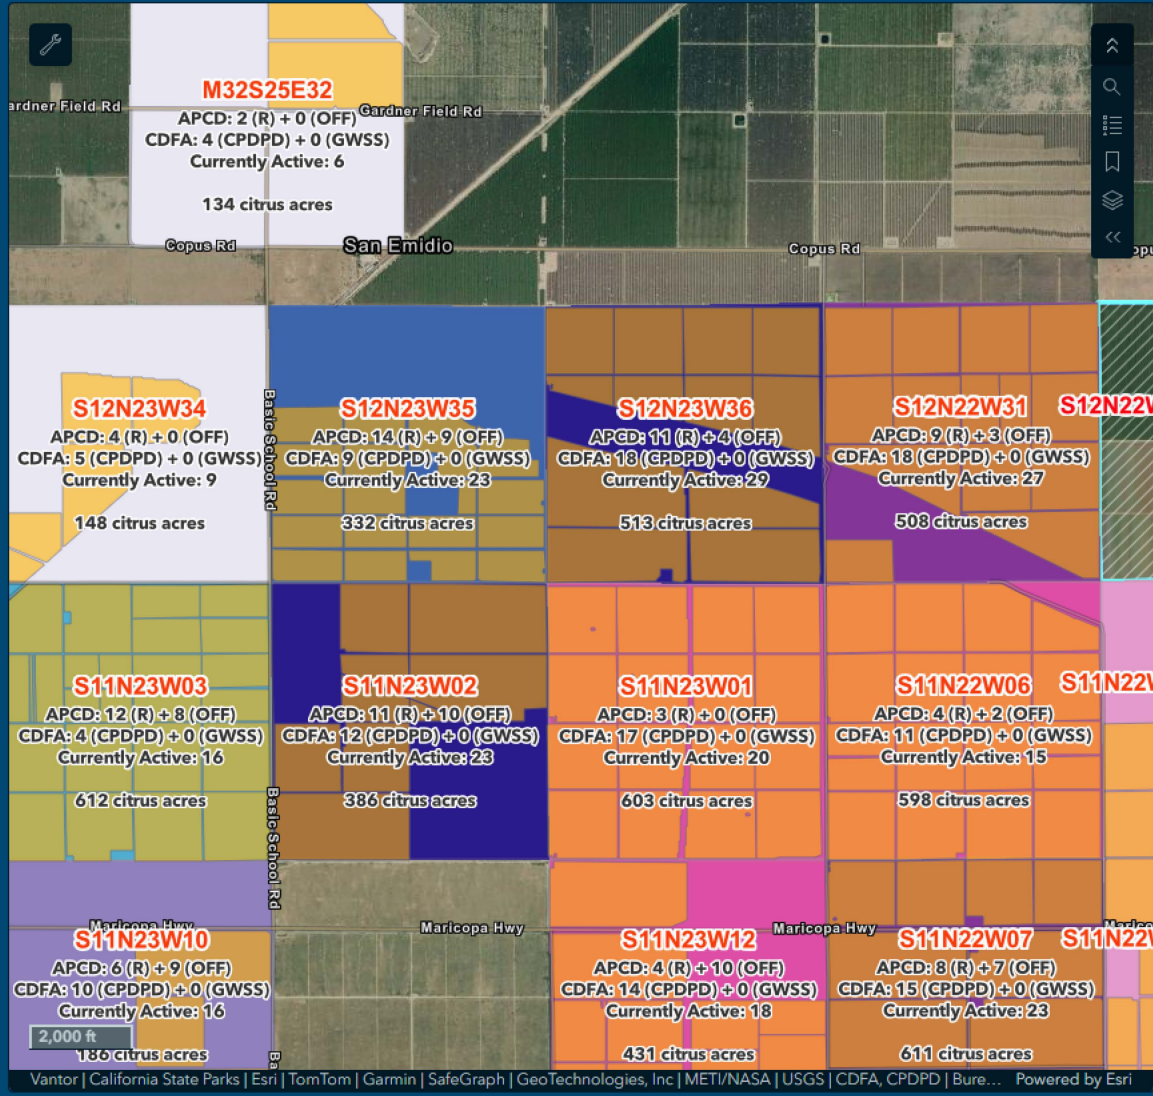 M32S25E32
ardner Field Rd
Gardner Field Rd
APCD: 2 (R) + 0 (OFF)
CDFA: 4 (CPDPD) + 0 (GWSS)
Currently Active: 6
134 citrus acres
Copus Rd
San Emidio
Copus Rd
opu
S12N23W34
APCD: 4 (R) + 0 (OFF)
CDFA: 5 (CPDPD) + 0 (GWSS)
Currently Active: 9
148 citrus acres
Basic School Rd
S12N23W35
APCD: 14 (R) + 9 (OFF)
CDFA: 9 (CPDPD) + 0 (GWSS)
Currently Active: 23
332 citrus acres
S12N23W36
APCD: 11 (R) + 4 (OFF)
CDFA: 18 (CPDPD) + 0 (GWSS)
Currently Active: 29
513 citrus acres
S12N22W31
APCD: 9 (R) + 3 (OFF)
CDFA: 18 (CPDPD) + 0 (GWSS)
Currently Active: 27
508 citrus acres
S12N22W
S11N23W03
APCD: 12 (R) + 8 (OFF)
CDFA: 4 (CPDPD) + 0 (GWSS)
Currently Active: 16
612 citrus acres
Basic School Rd
S11N23W02
APCD: 11 (R) + 10 (OFF)
CDFA: 12 (CPDPD) + 0 (GWSS)
Currently Active: 23
386 citrus acres
S11N23W01
APCD: 3 (R) + 0 (OFF)
CDFA: 17 (CPDPD) + 0 (GWSS)
Currently Active: 20
603 citrus acres
S11N22W06
APCD: 4 (R) + 2 (OFF)
CDFA: 11 (CPDPD) + 0 (GWSS)
Currently Active: 15
598 citrus acres
S11N22W
Maricopa Hwy
Maricopa Hwy
Maricopa Hwy
Marico
S11N23W10
APCD: 6 (R) + 9 (OFF)
CDFA: 10 (CPDPD) + 0 (GWSS)
Currently Active: 16
186 citrus acres
2,000 ft
Ba
S11N23W12
APCD: 4 (R) + 10 (OFF)
CDFA: 14 (CPDPD) + 0 (GWSS)
Currently Active: 18
431 citrus acres
S11N22W07
APCD: 8 (R) + 7 (OFF)
CDFA: 15 (CPDPD) + 0 (GWSS)
Currently Active: 23
611 citrus acres
S11N22W
Vantor | California State Parks | Esri | TomTom | Garmin | SafeGraph | GeoTechnologies, Inc | METI/NASA | USGS | CDFA, CPDPD | Bure... Powered by Esri